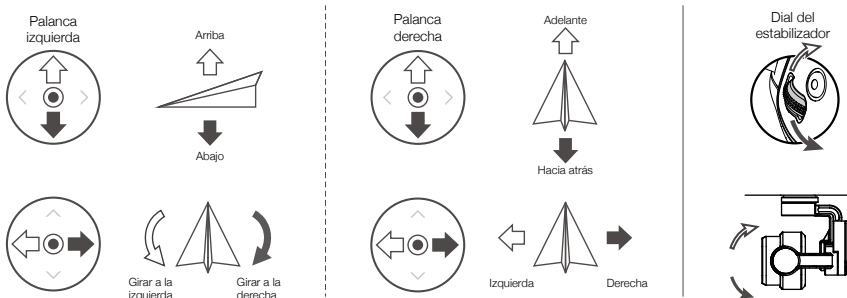 Palanca
izquierda
Arriba
Abajo
Girar a la
izquierda
Girar a la
derecha
Palanca
derecha
Adelante
Hacia atrás
Izquierda
Derecha
Dial del
estabilizador